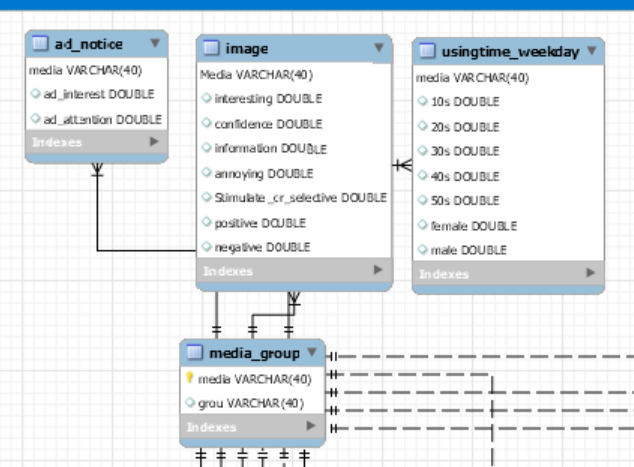 ad_notice
media VARCHAR(40)
ad_interest DOUBLE
ad_attention DOUBLE
Indexes
image
Media VARCHAR(40)
interesting DOUBLE
confidence DOUBLE
information DOUBLE
annoying DOUBLE
Stimulate_cr_selective DOUBLE
positive DOUBLE
negative DOUBLE
Indexes
usingtime_weekday
media VARCHAR(40)
10s DOUBLE
20s DOUBLE
30s DOUBLE
40s DOUBLE
50s DOUBLE
female DOUBLE
male DOUBLE
Indexes
media_group
media VARCHAR(40)
grou VARCHAR(40)
Indexes